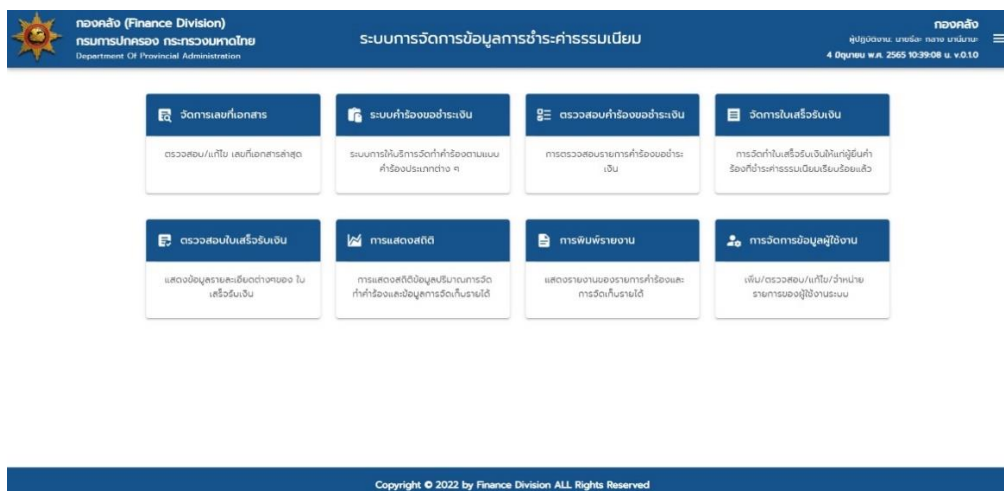 กองคลัง (Finance Division)
กรมการปกครอง กระทรวงมหาดไทย
Department Of Provincial Administration
ระบบการจัดการข้อมูลการชำระค่าธรรมเนียม
กองคลัง
ผู้ปฏิบัติงาน:
4 มิถุนายน พ.ศ. 2565 10:39:08 น. v.0.1.0
จัดการเลขที่เอกสาร
ตรวจสอบ/แก้ไข เลขที่เอกสารล่าสุด
ระบบคำร้องขอชำระเงิน
ระบบการให้บริการจัดทำคำร้องตามแบบ
คำร้องประเภทต่าง ๆ
ตรวจสอบคำร้องขอชำระเงิน
การตรวจสอบรายการคำร้องขอชำระ
เงิน
จัดการใบเสร็จรับเงิน
การจัดทำใบเสร็จรับเงินให้แก่ผู้ยื่นคำ
ร้องที่ชำระค่าธรรมเนียมเรียบร้อยแล้ว
ตรวจสอบใบเสร็จรับเงิน
แสดงข้อมูลรายละเอียดต่างๆของ ใบ
เสร็จรับเงิน
การแสดงสถิติ
การแสดงสถิติข้อมูลปริมาณการจัด
ทำคำร้องและข้อมูลการจัดเก็บรายได้
การพิมพ์รายงาน
แสดงรายงานของรายการคำร้องและ
การจัดเก็บรายได้
การจัดการข้อมูลผู้ใช้งาน
เพิ่ม/ตรวจสอบ/แก้ไข/จำหน่าย
รายการของผู้ใช้งานระบบ
Copyright © 2022 by Finance Division ALL Rights Reserved